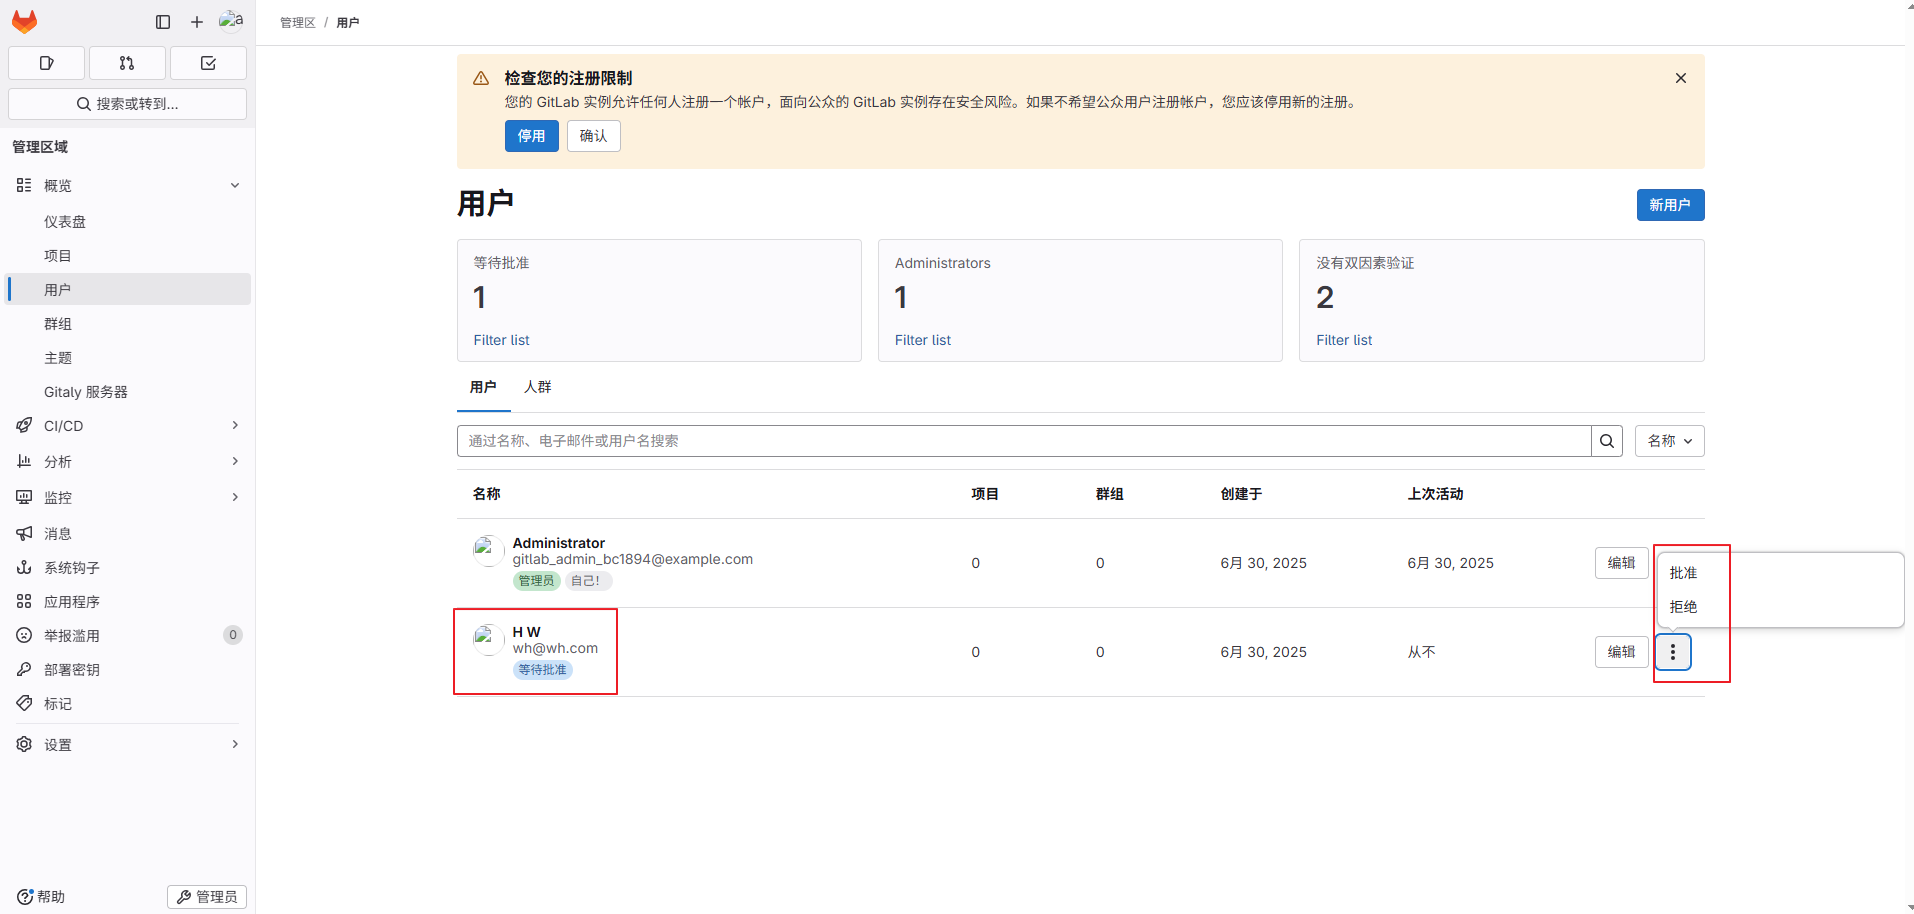 a
搜索或转到...
管理区域
概览
仪表盘
项目
用户
群组
主题
Gitaly 服务器
CI/CD
分析
监控
消息
系统钩子
应用程序
举报滥用
0
部署密钥
标记
设置
帮助
管理员
管理区 / 用户
检查您的注册限制
您的 GitLab 实例允许任何人注册一个帐户，面向公众的 GitLab 实例存在安全风险。如果不希望公众用户注册帐户，您应该停用新的注册。
停用 确认
用户
新用户
等待批准
1
Filter list
Administrators
1
Filter list
没有双因素验证
2
Filter list
用户 人群
通过名称、电子邮件或用户名搜索
名称
名称 项目 群组 创建于 上次活动
Administrator
gitlab_admin_bc1894@example.com
管理员 自己！
0 0 6月 30, 2025 6月 30, 2025 编辑
批准
拒绝
H W
wh@wh.com
等待批准
0 0 6月 30, 2025 从不 编辑